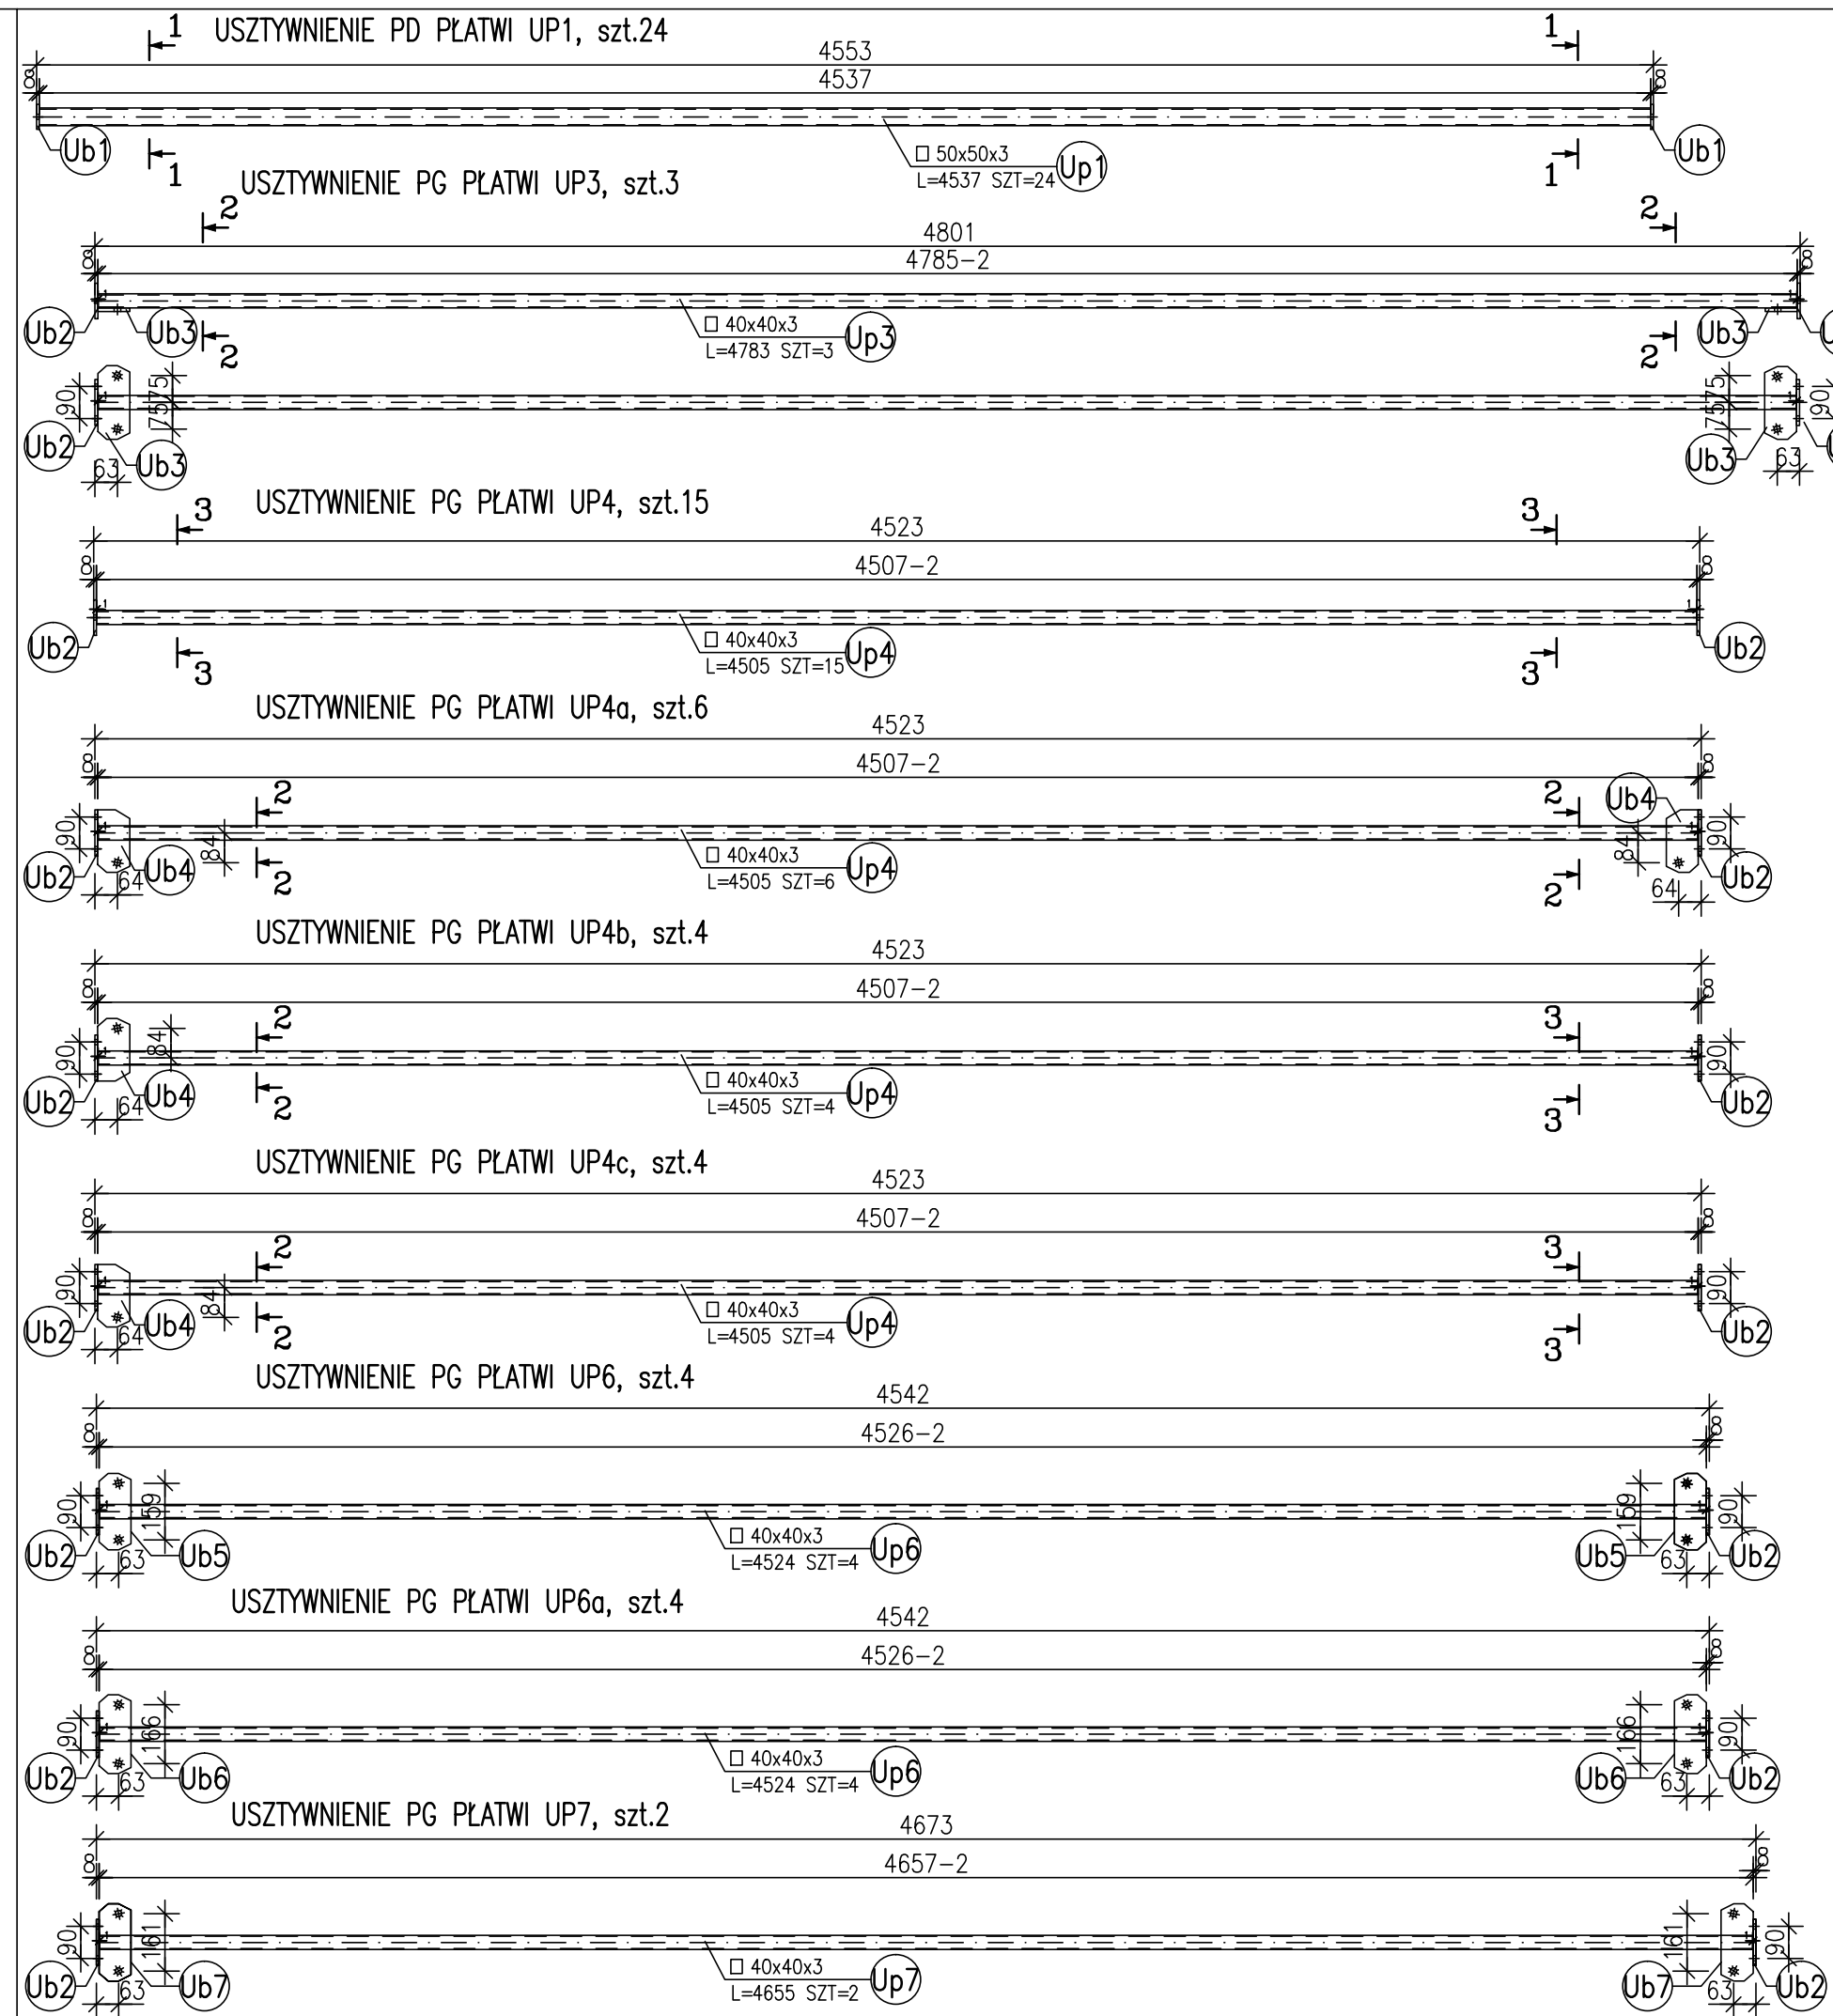 USZTYWNIENIE PD PŁATWI UP1, szt.24
1 1
4553
8 4537 8
Ub1 Ub1
□ 50x50x3
L=4537 SZT=24
Up1
1 1
USZTYWNIENIE PG PŁATWI UP3, szt.3
2 2
4801
8 4785-2 8
Ub2 Ub3 Ub3
□ 40x40x3
L=4783 SZT=3
Up3
2 2
90 75 75 75 75 90
Ub2 Ub3 Ub3
63 63
USZTYWNIENIE PG PŁATWI UP4, szt.15
3 3
4523
8 4507-2 8
1 1
Ub2 Ub2
□ 40x40x3
L=4505 SZT=15
Up4
3 3
USZTYWNIENIE PG PŁATWI UP4a, szt.6
4523
8 4507-2 8
2 2
Ub4
90 84 84 90
Ub2 Ub4 Ub2
□ 40x40x3
L=4505 SZT=6
Up4
64 64
2 2
USZTYWNIENIE PG PŁATWI UP4b, szt.4
4523
8 4507-2 8
2 3
90 84 90
Ub2 Ub4 Ub2
□ 40x40x3
L=4505 SZT=4
Up4
64
2 3
USZTYWNIENIE PG PŁATWI UP4c, szt.4
4523
8 4507-2 8
2 3
90 84 90
Ub2 Ub4 Ub2
□ 40x40x3
L=4505 SZT=4
Up4
64
2 3
USZTYWNIENIE PG PŁATWI UP6, szt.4
4542
8 4526-2 8
90 159 159 90
Ub2 Ub5 Ub5 Ub2
□ 40x40x3
L=4524 SZT=4
Up6
63 63
USZTYWNIENIE PG PŁATWI UP6a, szt.4
4542
8 4526-2 8
90 166 166 90
Ub2 Ub6 Ub6 Ub2
□ 40x40x3
L=4524 SZT=4
Up6
63 63
USZTYWNIENIE PG PŁATWI UP7, szt.2
4673
8 4657-2 8
90 161 161 90
Ub2 Ub7 Ub7 Ub2
□ 40x40x3
L=4655 SZT=2
Up7
63 63